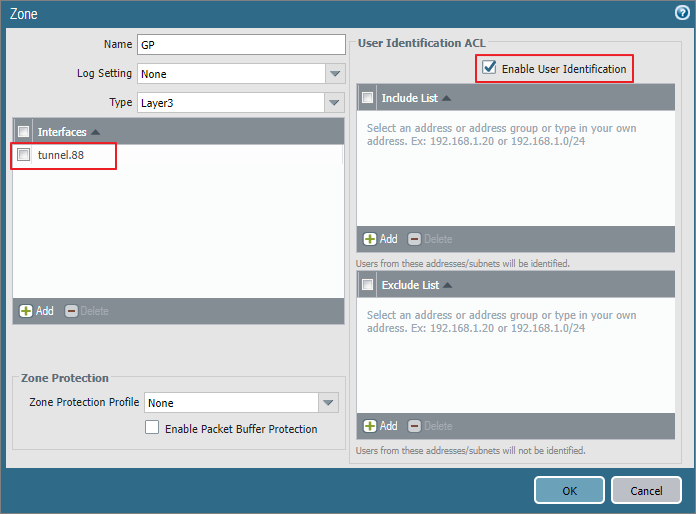 Zone
Name GP
Log Setting None
Type Layer3
Interfaces
tunnel.88
Add Delete
Zone Protection
Zone Protection Profile None
Enable Packet Buffer Protection
User Identification ACL
Enable User Identification
Include List
Select an address or address group or type in your own
address. Ex: 192.168.1.20 or 192.168.1.0/24
Add Delete
Users from these addresses/subnets will be identified.
Exclude List
Select an address or address group or type in your own
address. Ex: 192.168.1.20 or 192.168.1.0/24
Add Delete
Users from these addresses/subnets will not be identified.
OK Cancel